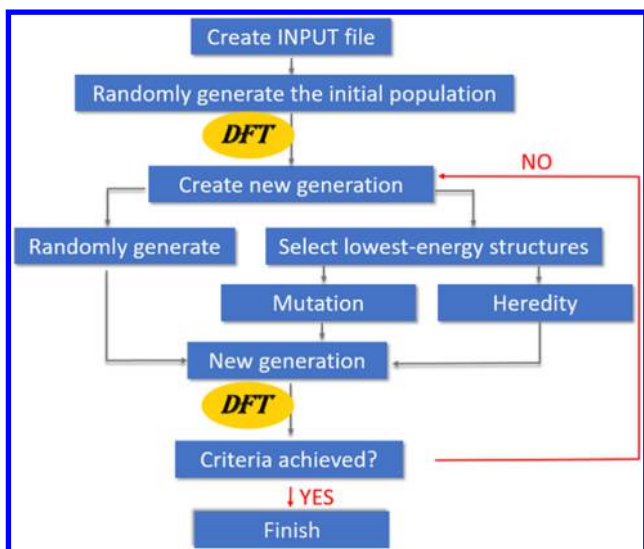 Create INPUT file
Randomly generate the initial population
DFT
NO
Create new generation
Randomly generate
Select lowest-energy structures
Mutation
Heredity
New generation
DFT
Criteria achieved?
YES
Finish